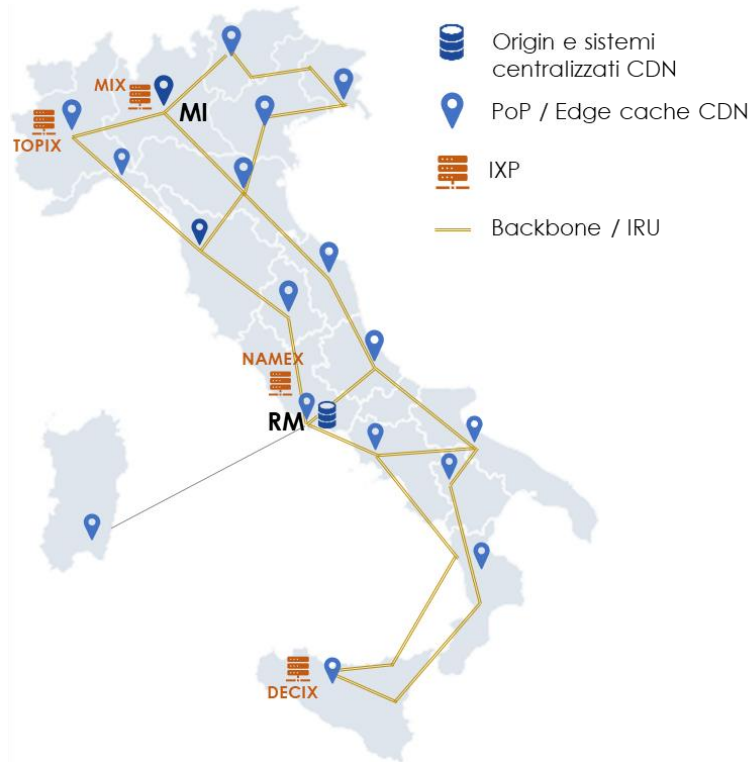 MIX
MI
TOPIX
NAMEX
RM
DECIX
Origin e sistemi
centralizzati CDN
PoP / Edge cache CDN
IXP
Backbone / IRU